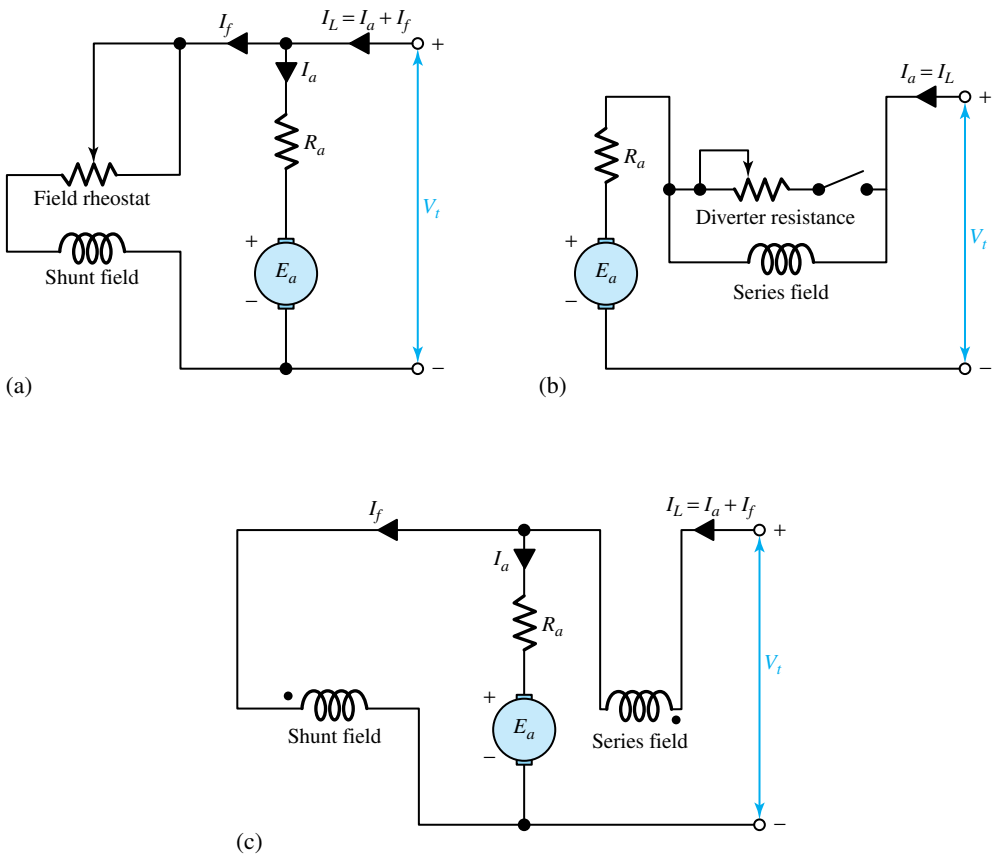 I_f
I_L = I_a + I_f
+
I_a
R_a
Field rheostat
V_t
+
E_a
−
Shunt field
−
(a)
I_a = I_L
+
R_a
Diverter resistance
V_t
+
E_a
−
Series field
−
(b)
I_f
I_L = I_a + I_f
+
I_a
R_a
V_t
+
E_a
−
Shunt field
Series field
−
(c)